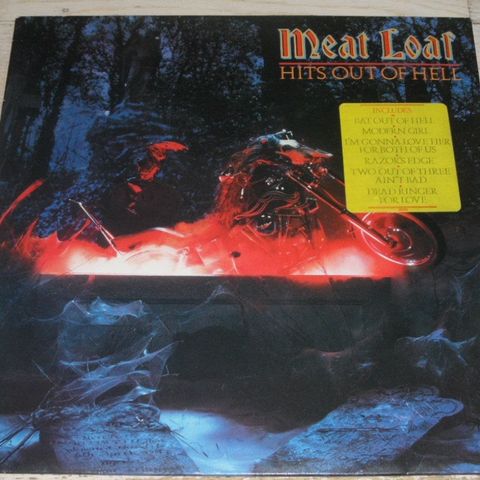 Meat Loaf
HITS OUT OF HELL
INCLUDES
BAT OUT OF HELL
MODERN GIRL
I'M GONNA LOVE HER
FOR BOTH OF US
RAZOR'S EDGE
TWO OUT OF THREE
AIN'T BAD
DEAD RINGER
FOR LOVE